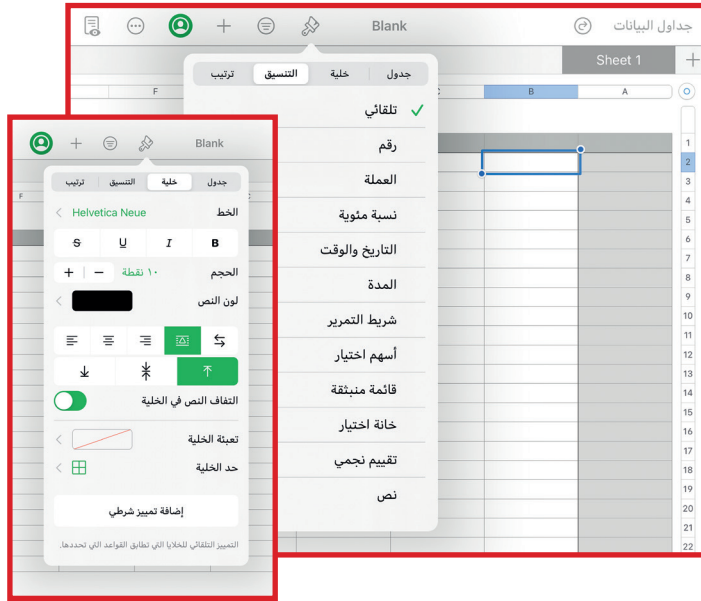 جداول البيانات
Blank
Sheet 1
A
B
F
جدول
خلية
التنسيق
ترتيب
تلقائي
رقم
العملة
نسبة مئوية
التاريخ والوقت
المدة
شريط التمرير
أسهم اختيار
قائمة منبثقة
خانة اختيار
تقييم نجمي
نص
1
2
3
4
5
6
7
8
9
10
11
12
13
14
15
16
17
18
19
20
21
22
Blank
F
جدول
خلية
التنسيق
ترتيب
الخط Helvetica Neue
B I U S
الحجم ١٠ نقطة
لون النص
التفاف النص في الخلية
تعبئة الخلية
حد الخلية
إضافة تمييز شرطي
التمييز التلقائي للخلايا التي تطابق القواعد التي تحددها.